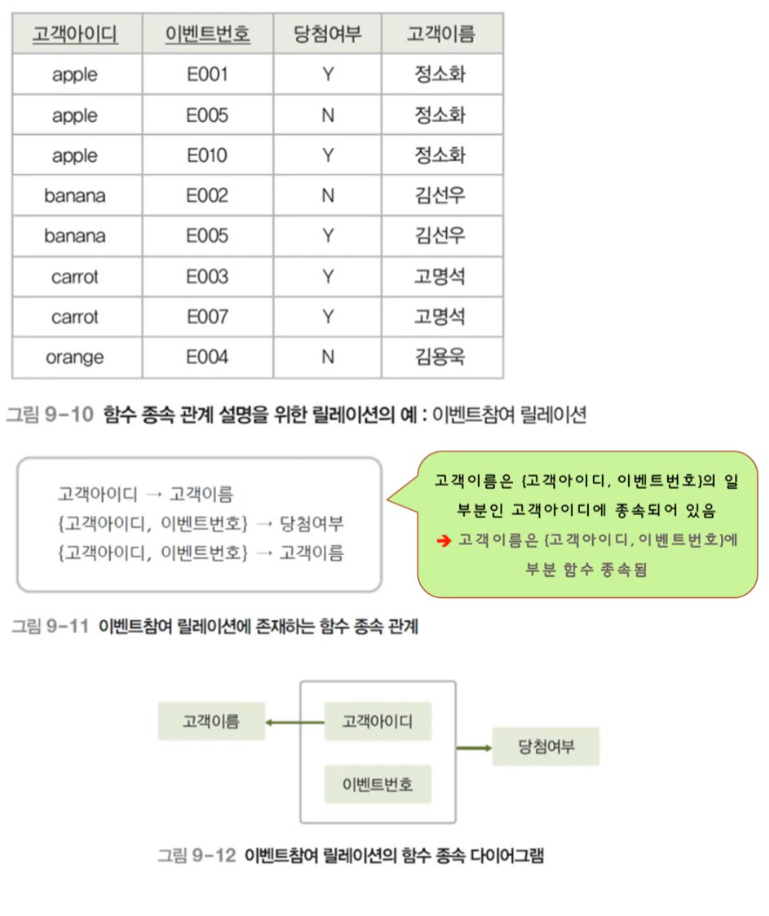 고객아이디 이벤트번호 당첨여부 고객이름
apple E001 Y 정소화
apple E005 N 정소화
apple E010 Y 정소화
banana E002 N 김선우
banana E005 Y 김선우
carrot E003 Y 고명석
carrot E007 Y 고명석
orange E004 N 김용욱
그림 9-10 함수 종속 관계 설명을 위한 릴레이션의 예 : 이벤트참여 릴레이션
고객아이디 → 고객이름
{고객아이디, 이벤트번호} → 당첨여부
{고객아이디, 이벤트번호} → 고객이름
고객이름은 {고객아이디, 이벤트번호}의 일
부분인 고객아이디에 종속되어 있음
➔ 고객이름은 {고객아이디, 이벤트번호}에
부분 함수 종속됨
그림 9-11 이벤트참여 릴레이션에 존재하는 함수 종속 관계
고객이름
고객아이디
당첨여부
이벤트번호
그림 9-12 이벤트참여 릴레이션의 함수 종속 다이어그램